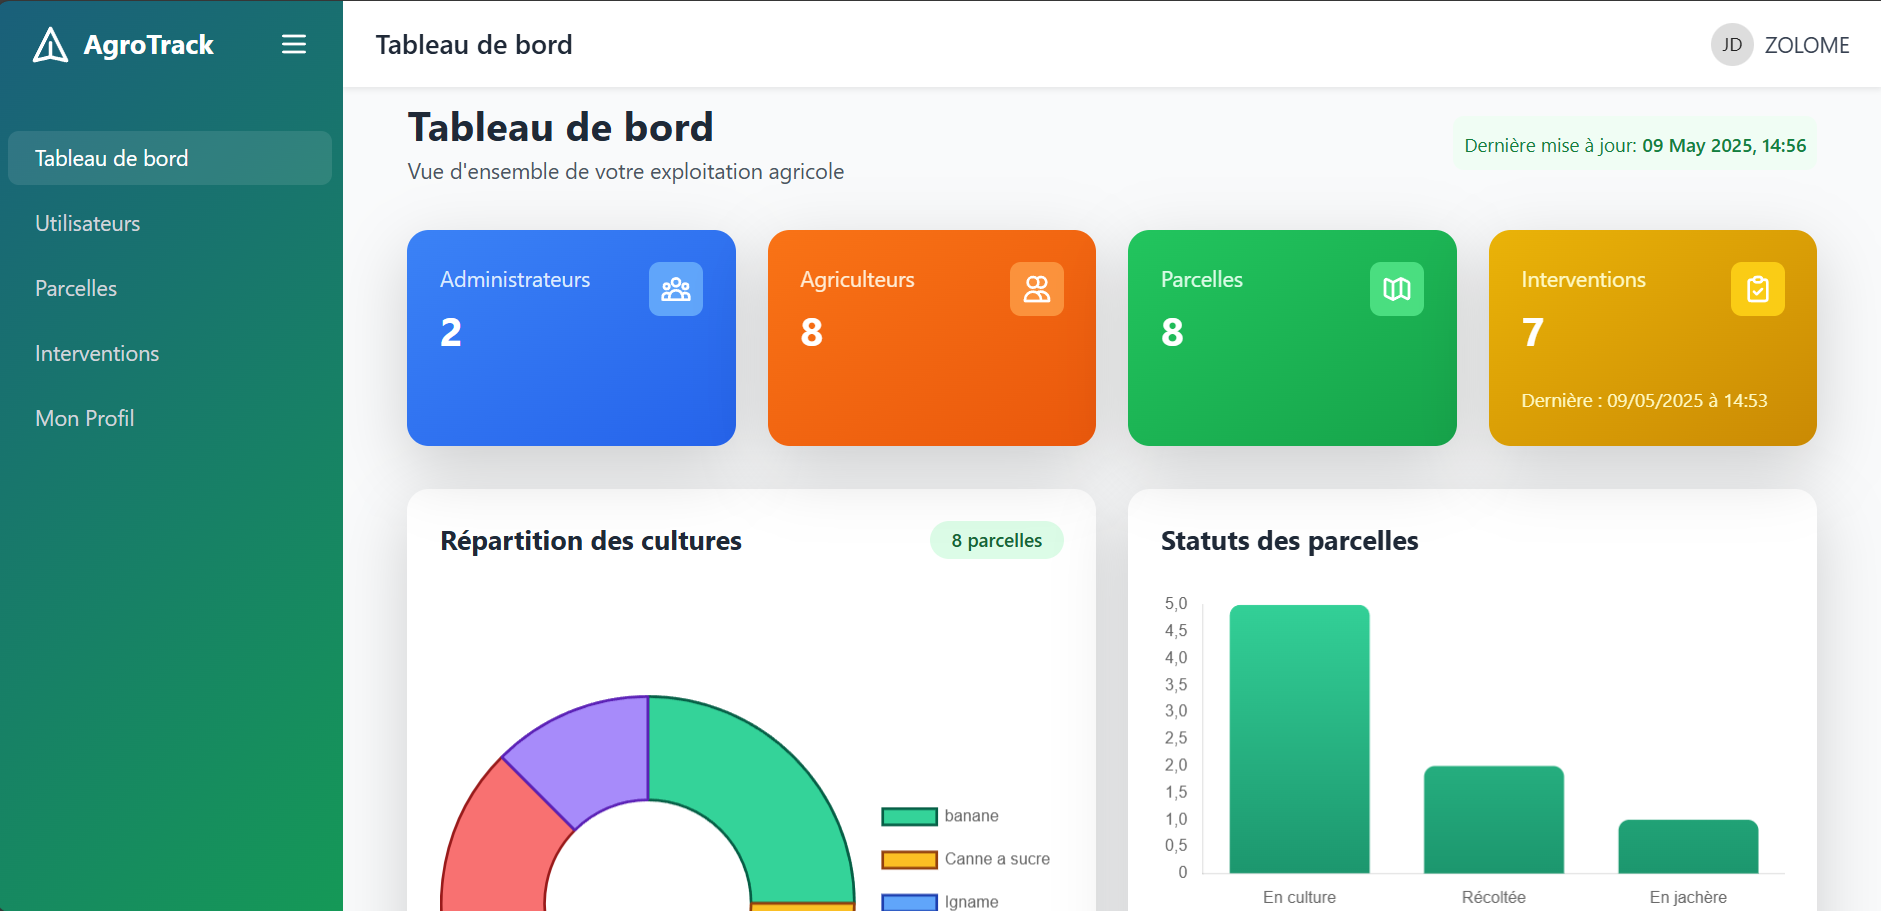 AgroTrack
Tableau de bord
Utilisateurs
Parcelles
Interventions
Mon Profil
Tableau de bord
JD ZOLOME
Tableau de bord
Vue d'ensemble de votre exploitation agricole
Dernière mise à jour: 09 May 2025, 14:56
Administrateurs
2
Agriculteurs
8
Parcelles
8
Interventions
7
Dernière : 09/05/2025 à 14:53
Répartition des cultures
8 parcelles
banane
Canne a sucre
Igname
Statuts des parcelles
5,0
4,5
4,0
3,5
3,0
2,5
2,0
1,5
1,0
0,5
0
En culture Récoltée En jachère